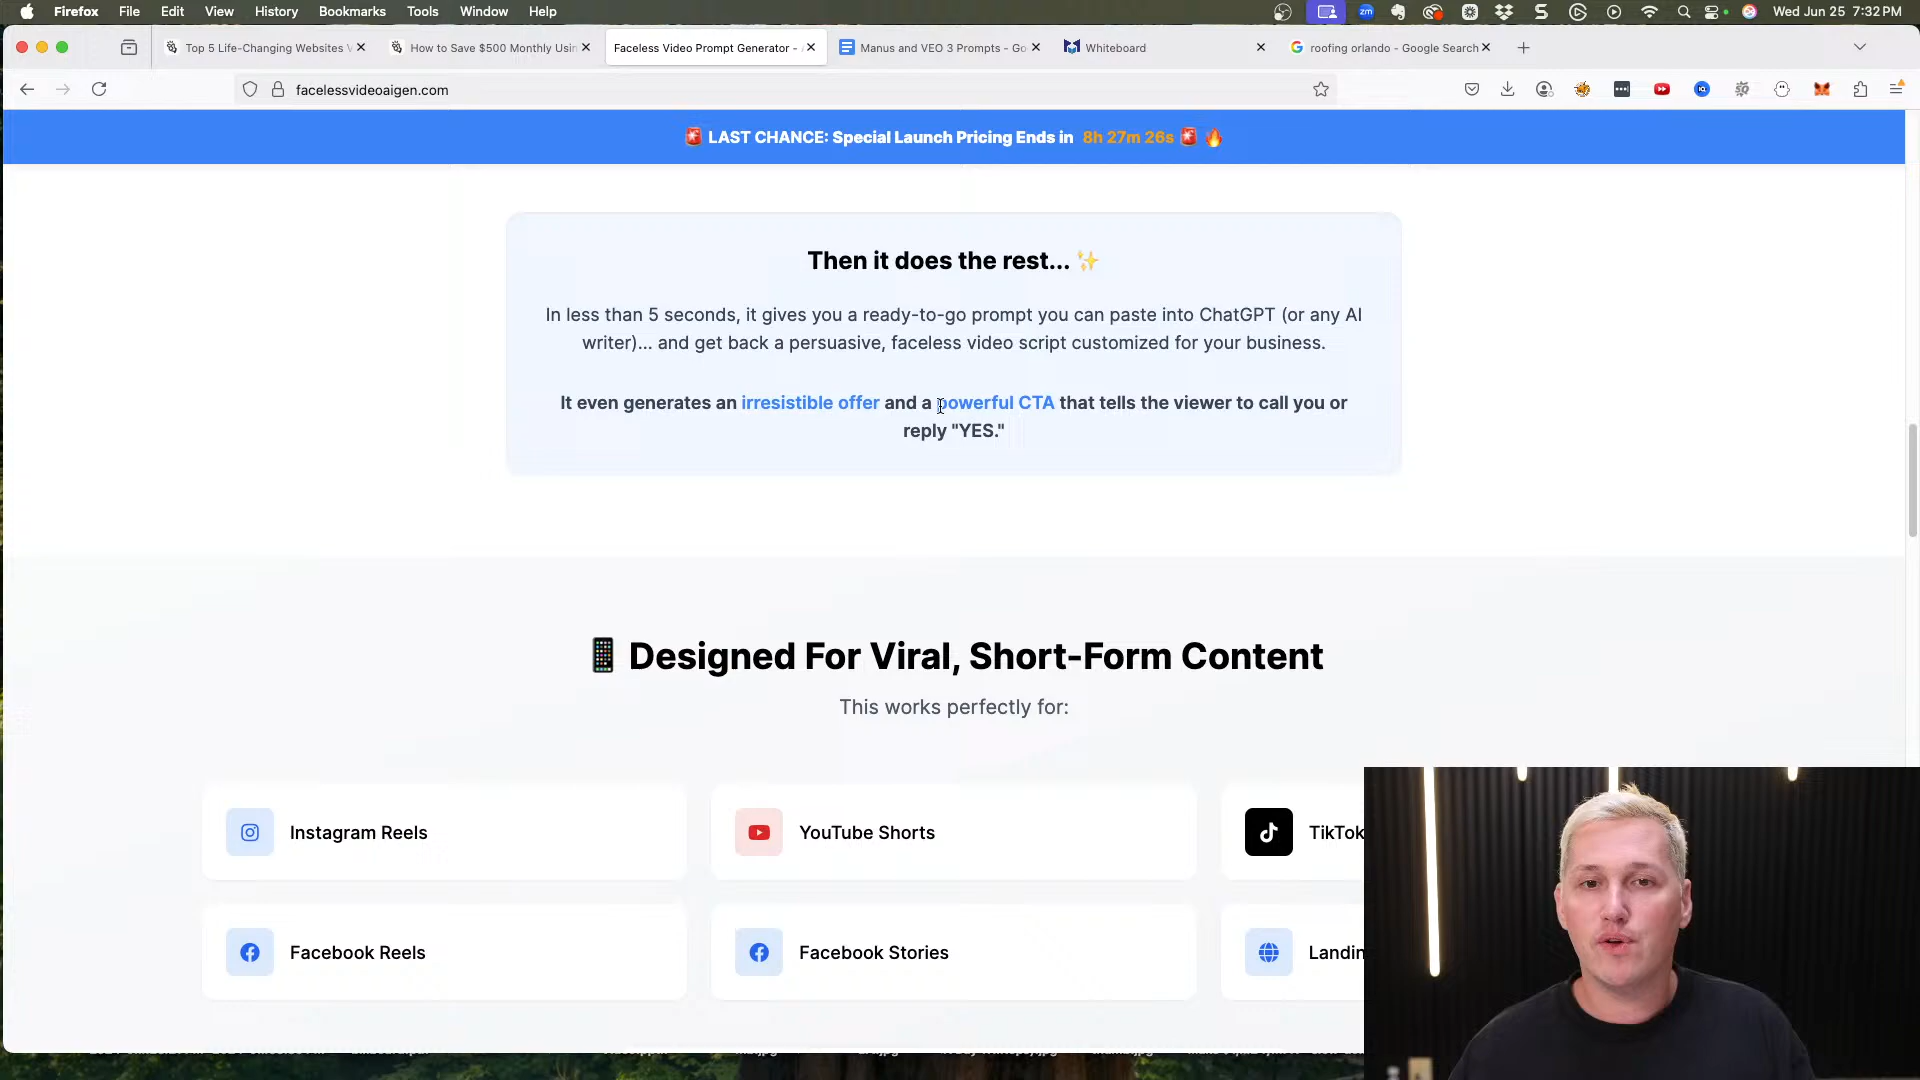 Firefox File Edit View History Bookmarks Tools Window Help Wed Jun 25 7:32 PM
Top 5 Life-Changing Websites How to Save $500 Monthly Usin Faceless Video Prompt Generator - Manus and VEO 3 Prompts - Go Whiteboard roofing orlando - Google Search
facelessvideoaigen.com
🚨 LAST CHANCE: Special Launch Pricing Ends in 8h 27m 26s 🚨 🔥
Then it does the rest... ✨
In less than 5 seconds, it gives you a ready-to-go prompt you can paste into ChatGPT (or any AI
writer)... and get back a persuasive, faceless video script customized for your business.
It even generates an irresistible offer and a powerful CTA that tells the viewer to call you or
reply "YES."
📱 Designed For Viral, Short-Form Content
This works perfectly for:
Instagram Reels
YouTube Shorts
TikTok
Facebook Reels
Facebook Stories
Landin